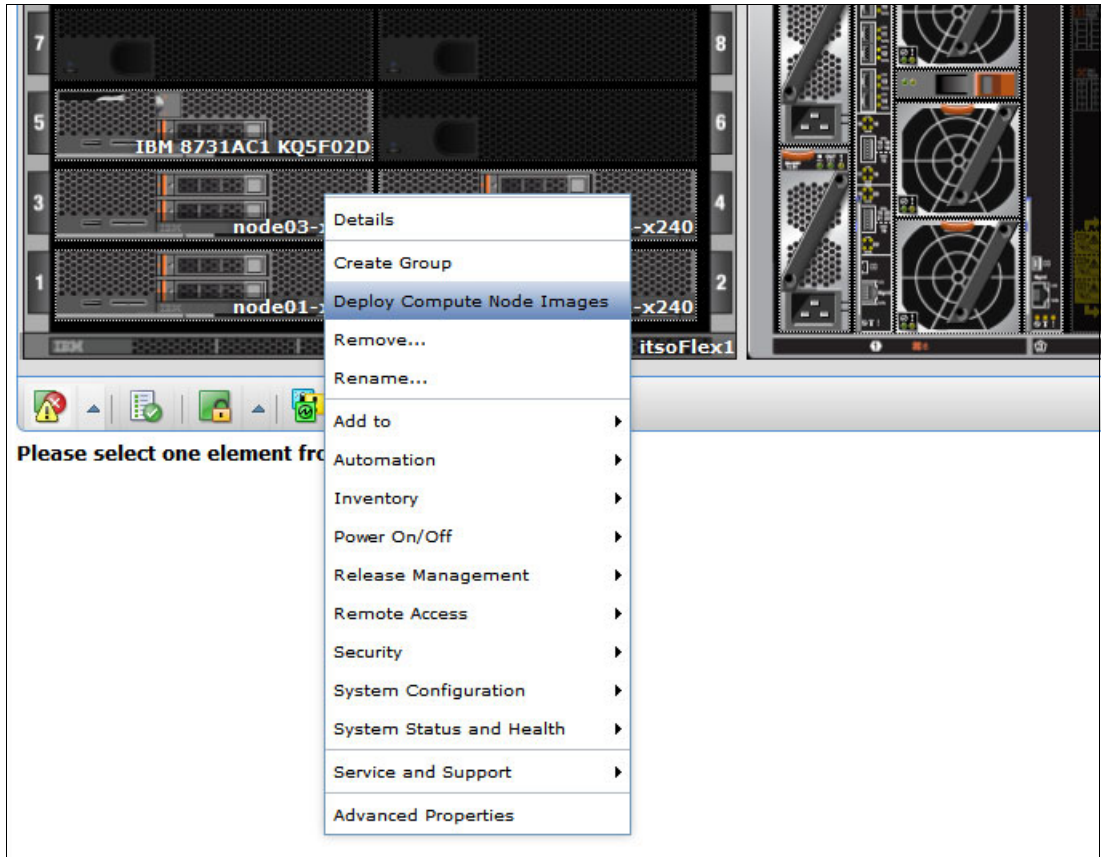 7
8
5
IBM 8731AC1 KQ5F02D
6
3
node03-x
-x240
4
1
node01-x
-x240
2
IBM
itsoFlex1
Please select one element fro
Details
Create Group
Deploy Compute Node Images
Remove...
Rename...
Add to
Automation
Inventory
Power On/Off
Release Management
Remote Access
Security
System Configuration
System Status and Health
Service and Support
Advanced Properties